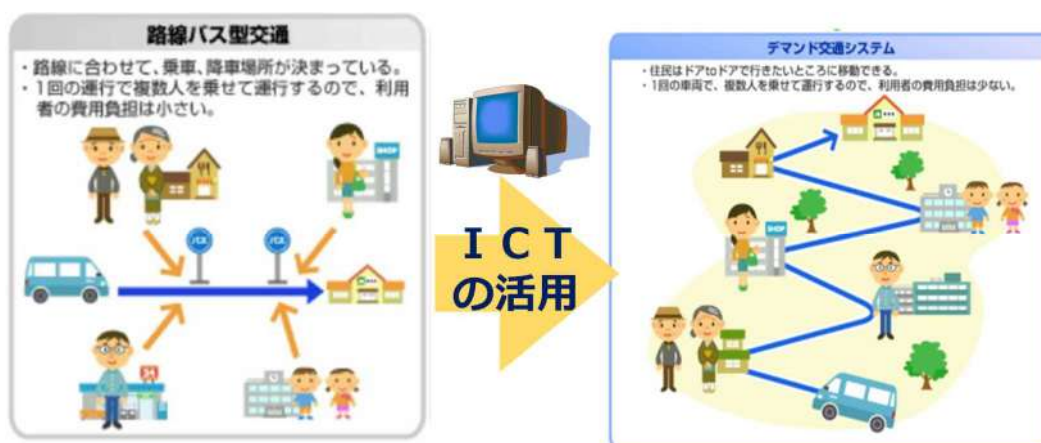 路線バス型交通
・路線に合わせて、乗車、降車場所が決まっている。
・1回の運行で複数人を乗せて運行するので、利用
者の費用負担は小さい。
SHOP
バス
バス
ICT
の活用
デマンド交通システム
・住民はドアtoドアで行きたいところに移動できる。
・1回の車両で、複数人を乗せて運行するので、利用者の費用負担は少ない。
SHOP